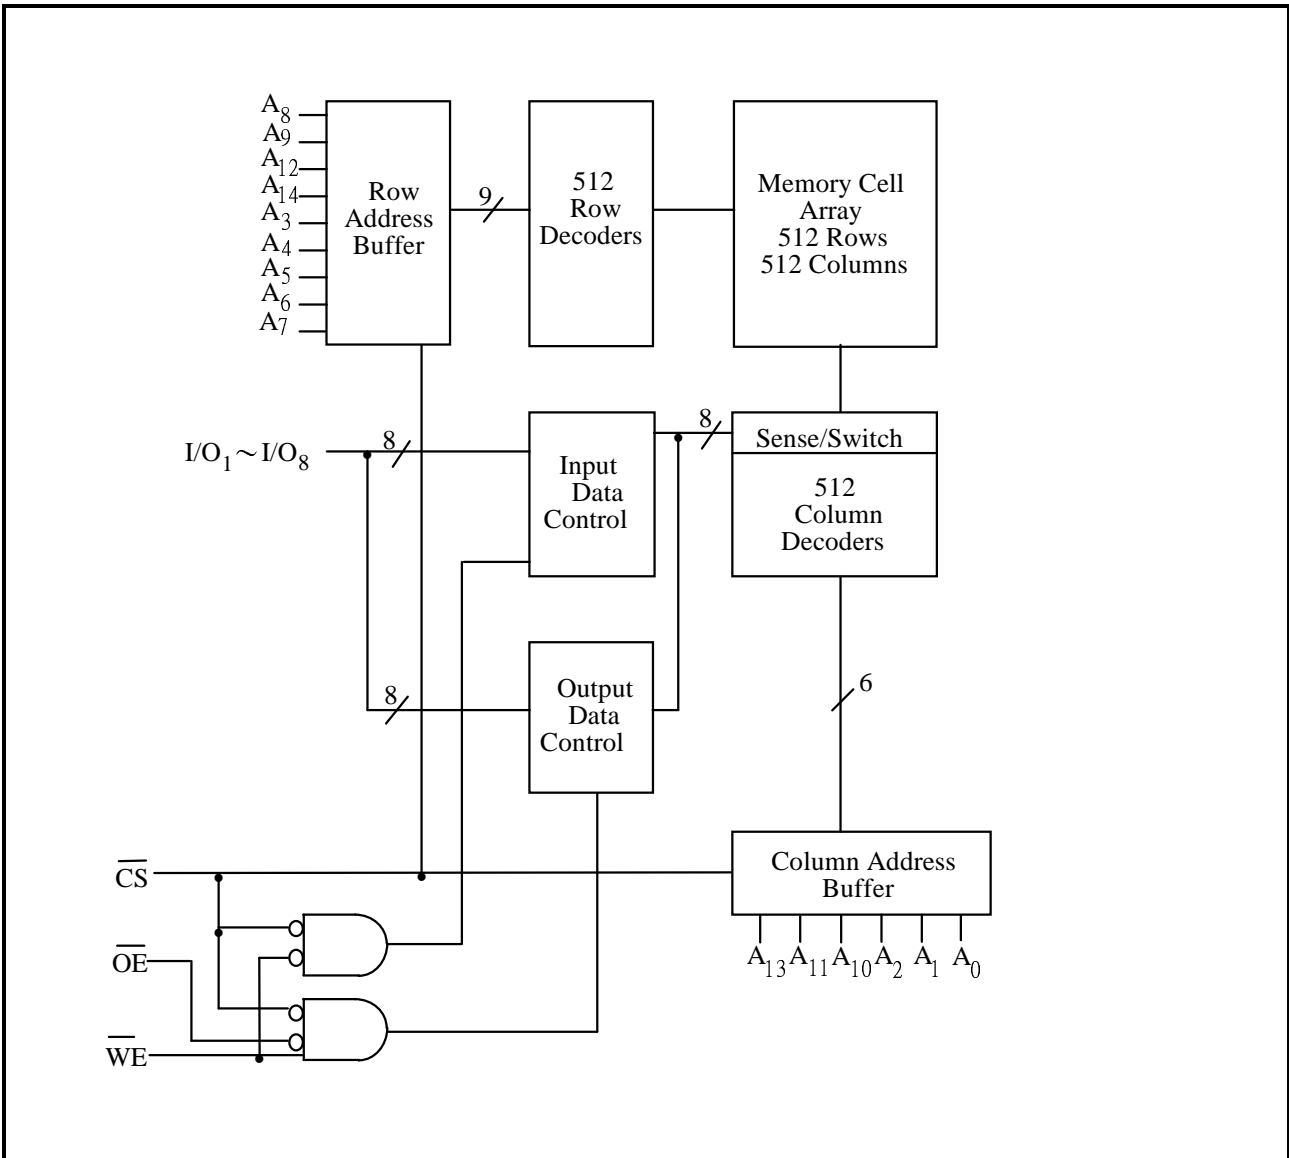 A8
A9
A12
A14
A3
A4
A5
A6
A7
Row
Address
Buffer
9
512
Row
Decoders
Memory Cell
Array
512 Rows
512 Columns
I/O1~I/O8
8
Input
Data
Control
8
Sense/Switch
512
Column
Decoders
8
Output
Data
Control
6
CS
OE
WE
Column Address
Buffer
A13 A11 A10 A2 A1 A0